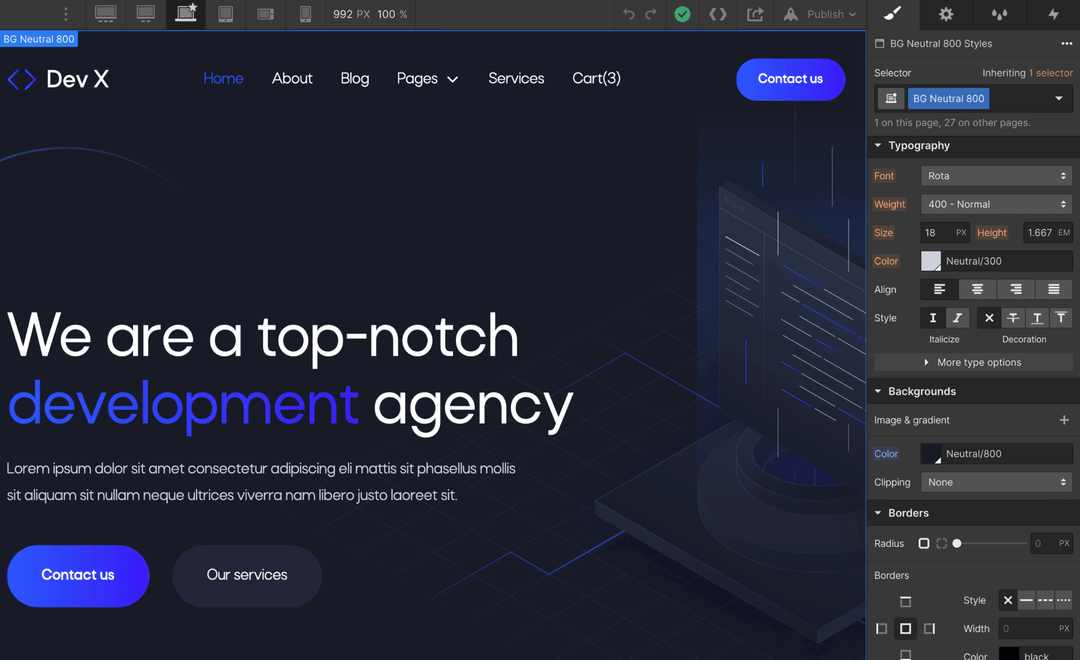 992 PX 100 %
Publish
BG Neutral 800
Dev X
Home
About
Blog
Pages
Services
Cart(3)
Contact us
We are a top-notch
development agency
Lorem ipsum dolor sit amet consectetur adipiscing eli mattis sit phasellus mollis
sit aliquam sit nullam neque ultrices viverra nam libero justo laoreet sit.
Contact us
Our services
BG Neutral 800 Styles
Selector
Inheriting 1 selector
BG Neutral 800
1 on this page, 27 on other pages.
Typography
Font
Rota
Weight
400 - Normal
Size
18 PX
Height
1.667 EM
Color
Neutral/300
Align
Style
Italicize
Decoration
More type options
Backgrounds
Image & gradient
Color
Neutral/800
Clipping
None
Borders
Radius
0 PX
Borders
Style
Width
0 PX
Color
black